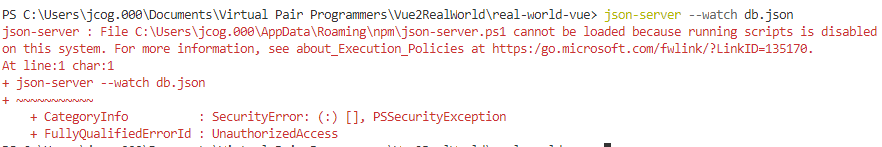 PS C:\Users\jcog.000\Documents\Virtual Pair Programmers\Vue2RealWorld\real-world-vue> json-server --watch db.json
json-server : File C:\Users\jcog.000\AppData\Roaming\npm\json-server.ps1 cannot be loaded because running scripts is disabled
on this system. For more information, see about_Execution_Policies at https:/go.microsoft.com/fwlink/?LinkID=135170.
At line:1 char:1
+ json-server --watch db.json
+ ~~~~~~~~~~~
    + CategoryInfo          : SecurityError: (:) [], PSSecurityException
    + FullyQualifiedErrorId : UnauthorizedAccess